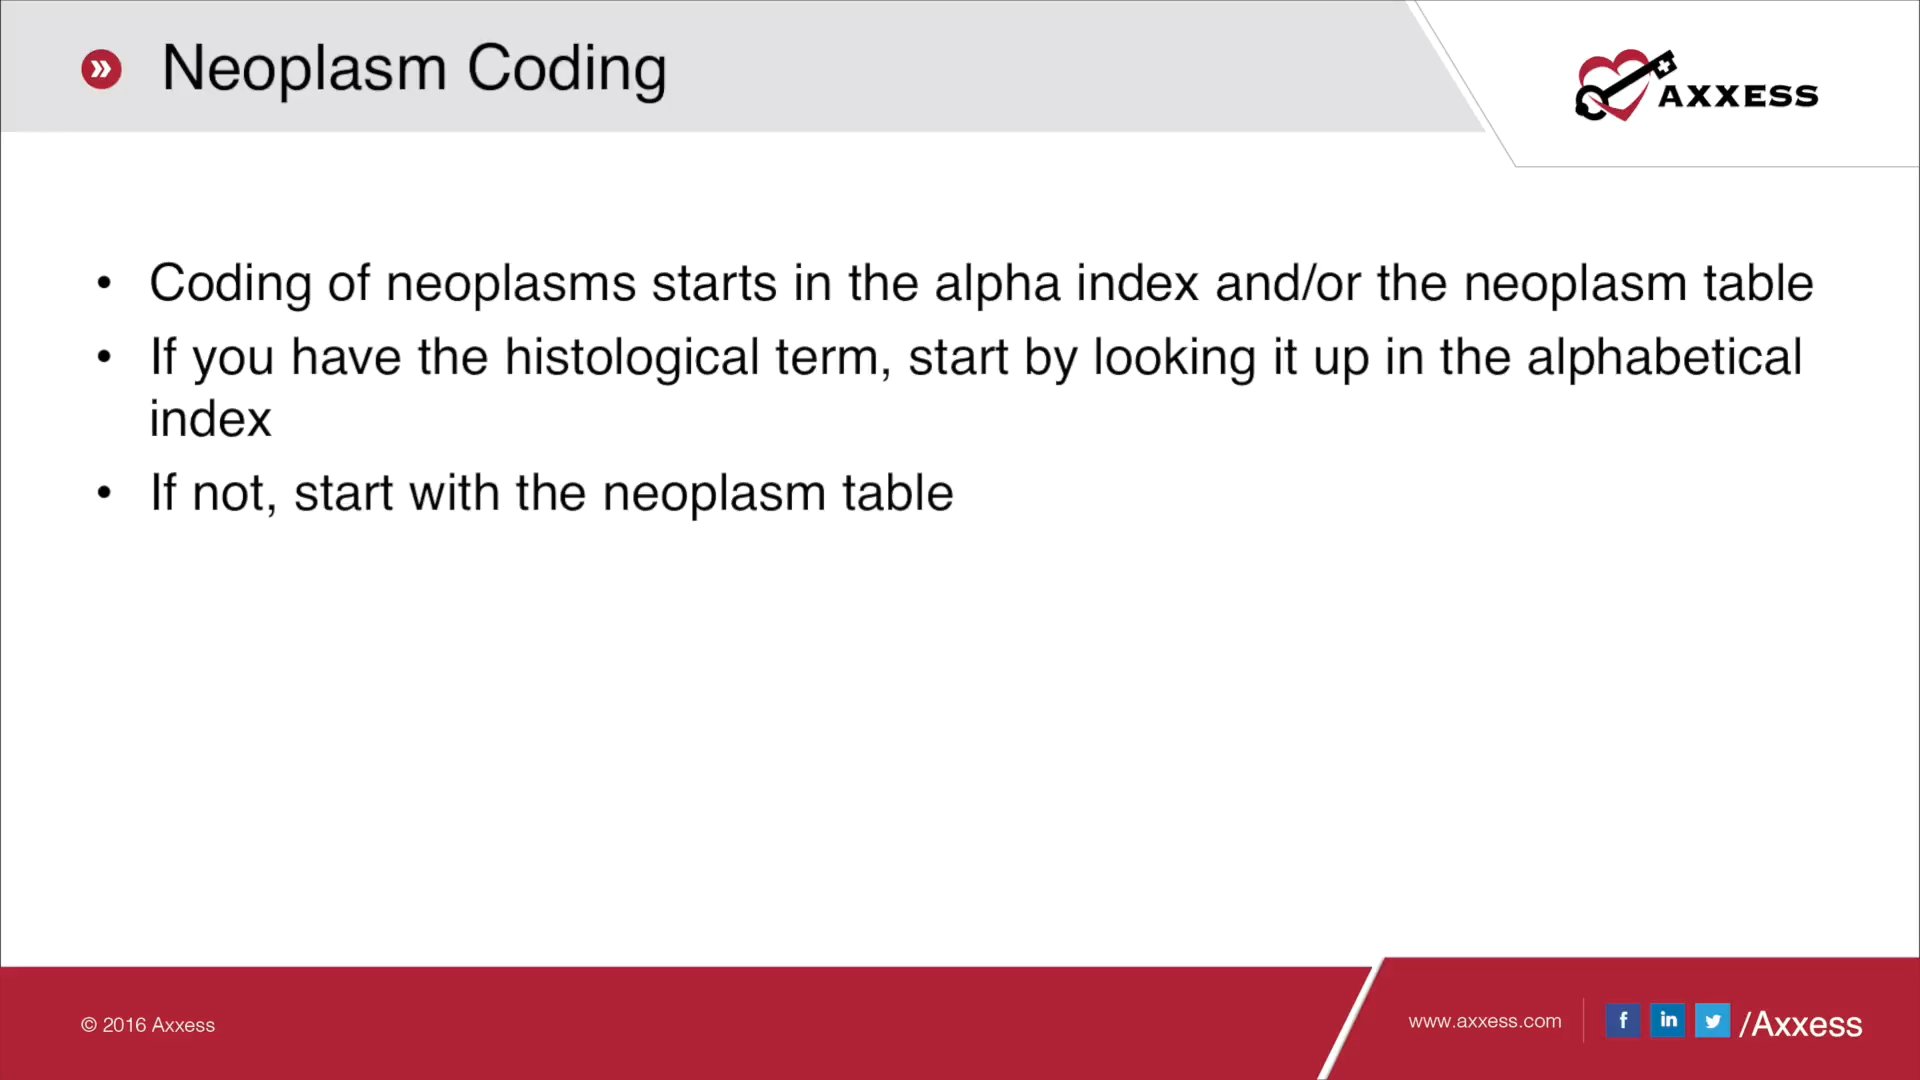 Neoplasm Coding
AXXESS
• Coding of neoplasms starts in the alpha index and/or the neoplasm table
• If you have the histological term, start by looking it up in the alphabetical
index
• If not, start with the neoplasm table
© 2016 Axxess
www.axxess.com
f in /Axxess